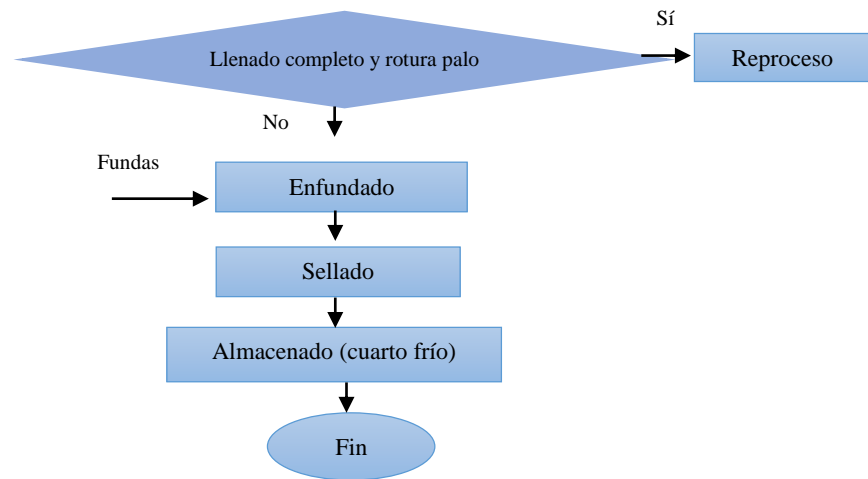 Sí
Llenado completo y rotura palo
Reproceso
No
Fundas
Enfundado
Sellado
Almacenado (cuarto frío)
Fin